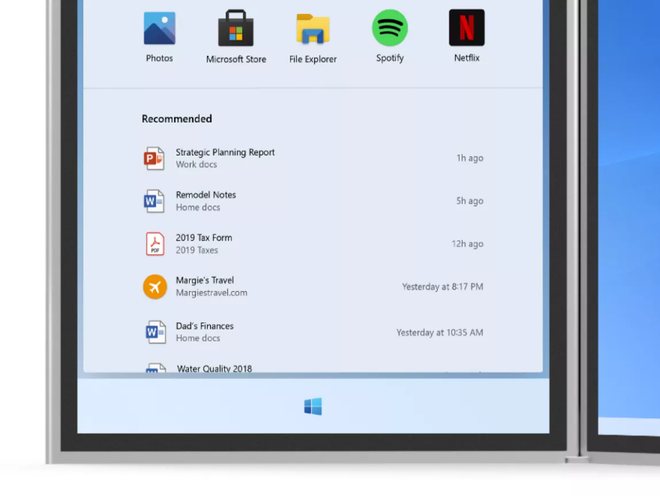 Photos
Microsoft Store
File Explorer
Spotify
Netflix
Recommended
Strategic Planning Report
Work docs
1h ago
Remodel Notes
Home docs
5h ago
2019 Tax Form
2019 Taxes
12h ago
PDF
Margie's Travel
Margiestravel.com
Yesterday at 8:17 PM
Dad's Finances
Home docs
Yesterday at 10:35 AM
Water Quality 2018